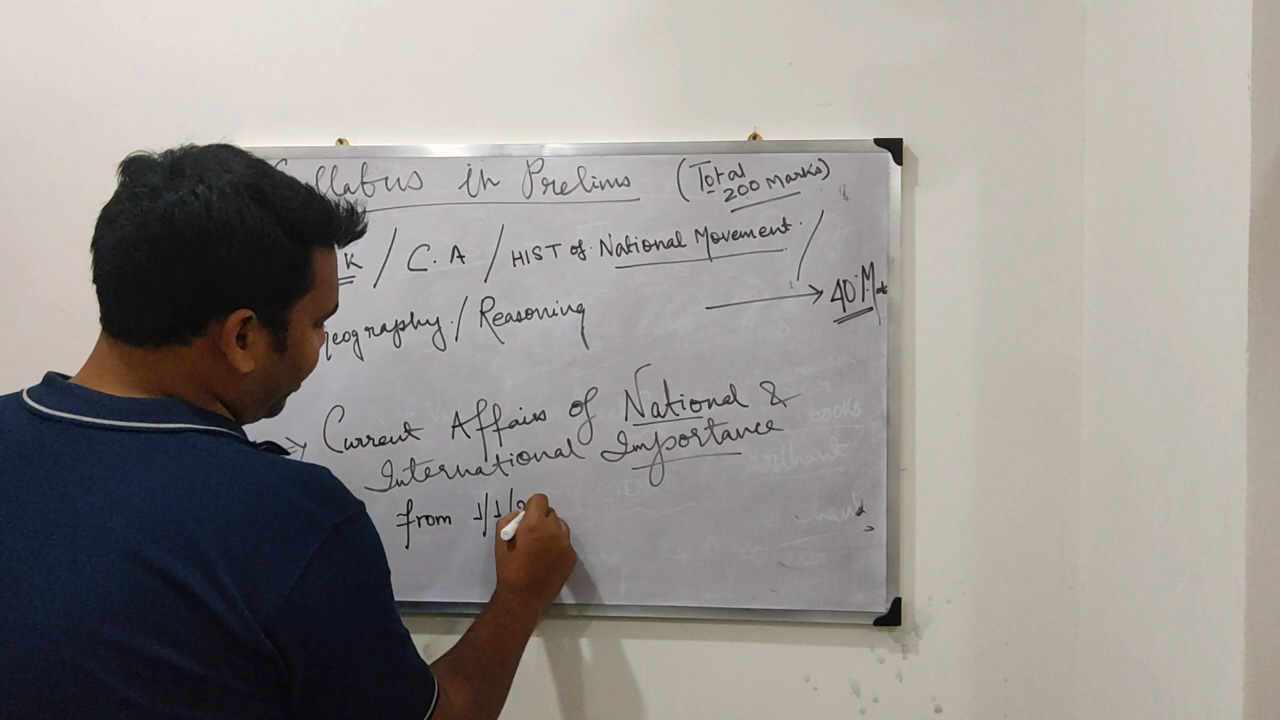 Syllabus in Prelims (Total
200 Marks)
K / C.A / HIST of National Movement /
Geography / Reasoning → 40 M
⇒ Current Affairs of National &
International Importance
from 1/1/2